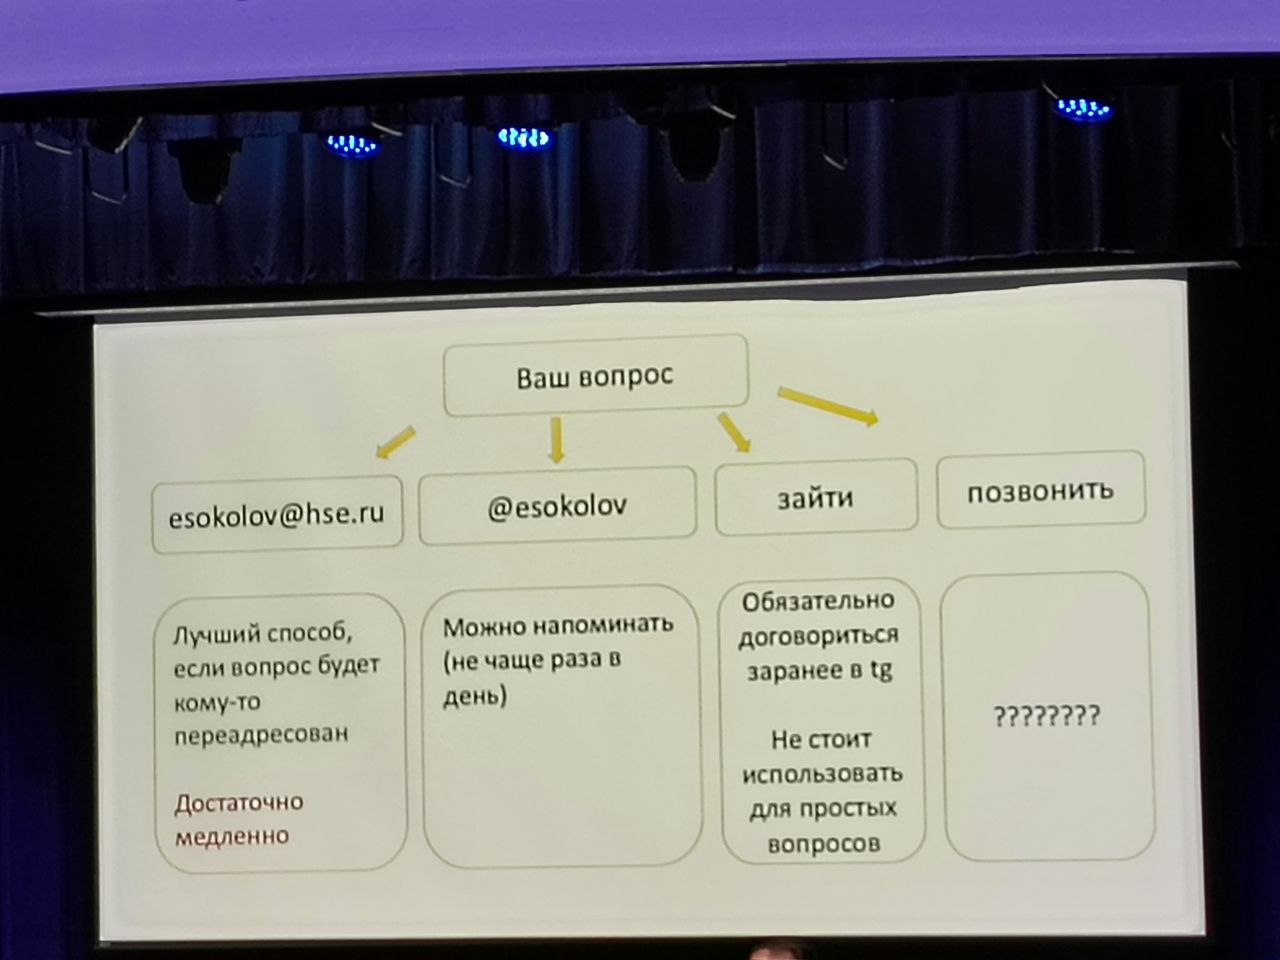 Ваш вопрос
esokolov@hse.ru
@esokolov
зайти
позвонить
Лучший способ,
если вопрос будет
кому-то
переадресован
Достаточно
медленно
Можно напоминать
(не чаще раза в
день)
Обязательно
договориться
заранее в tg
Не стоит
использовать
для простых
вопросов
????????